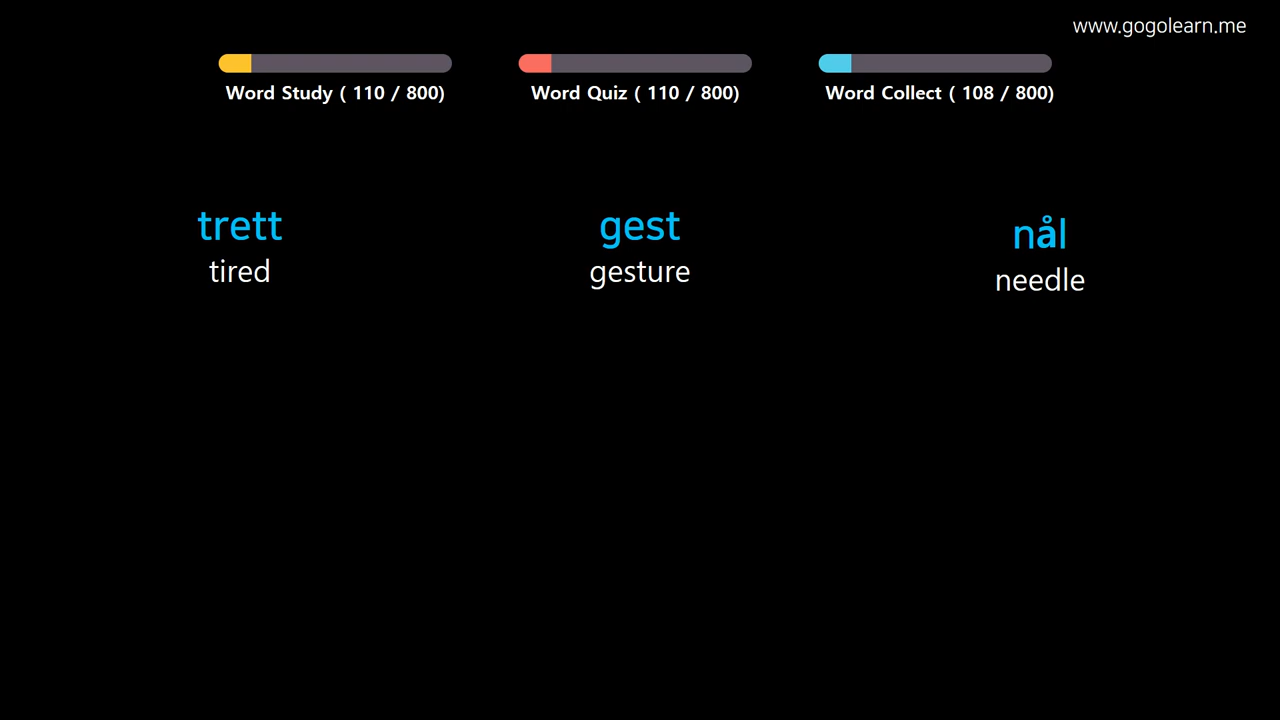 www.gogolearn.me
Word Study ( 110 / 800)
Word Quiz ( 110 / 800)
Word Collect ( 108 / 800)
trett
tired
gest
gesture
nål
needle